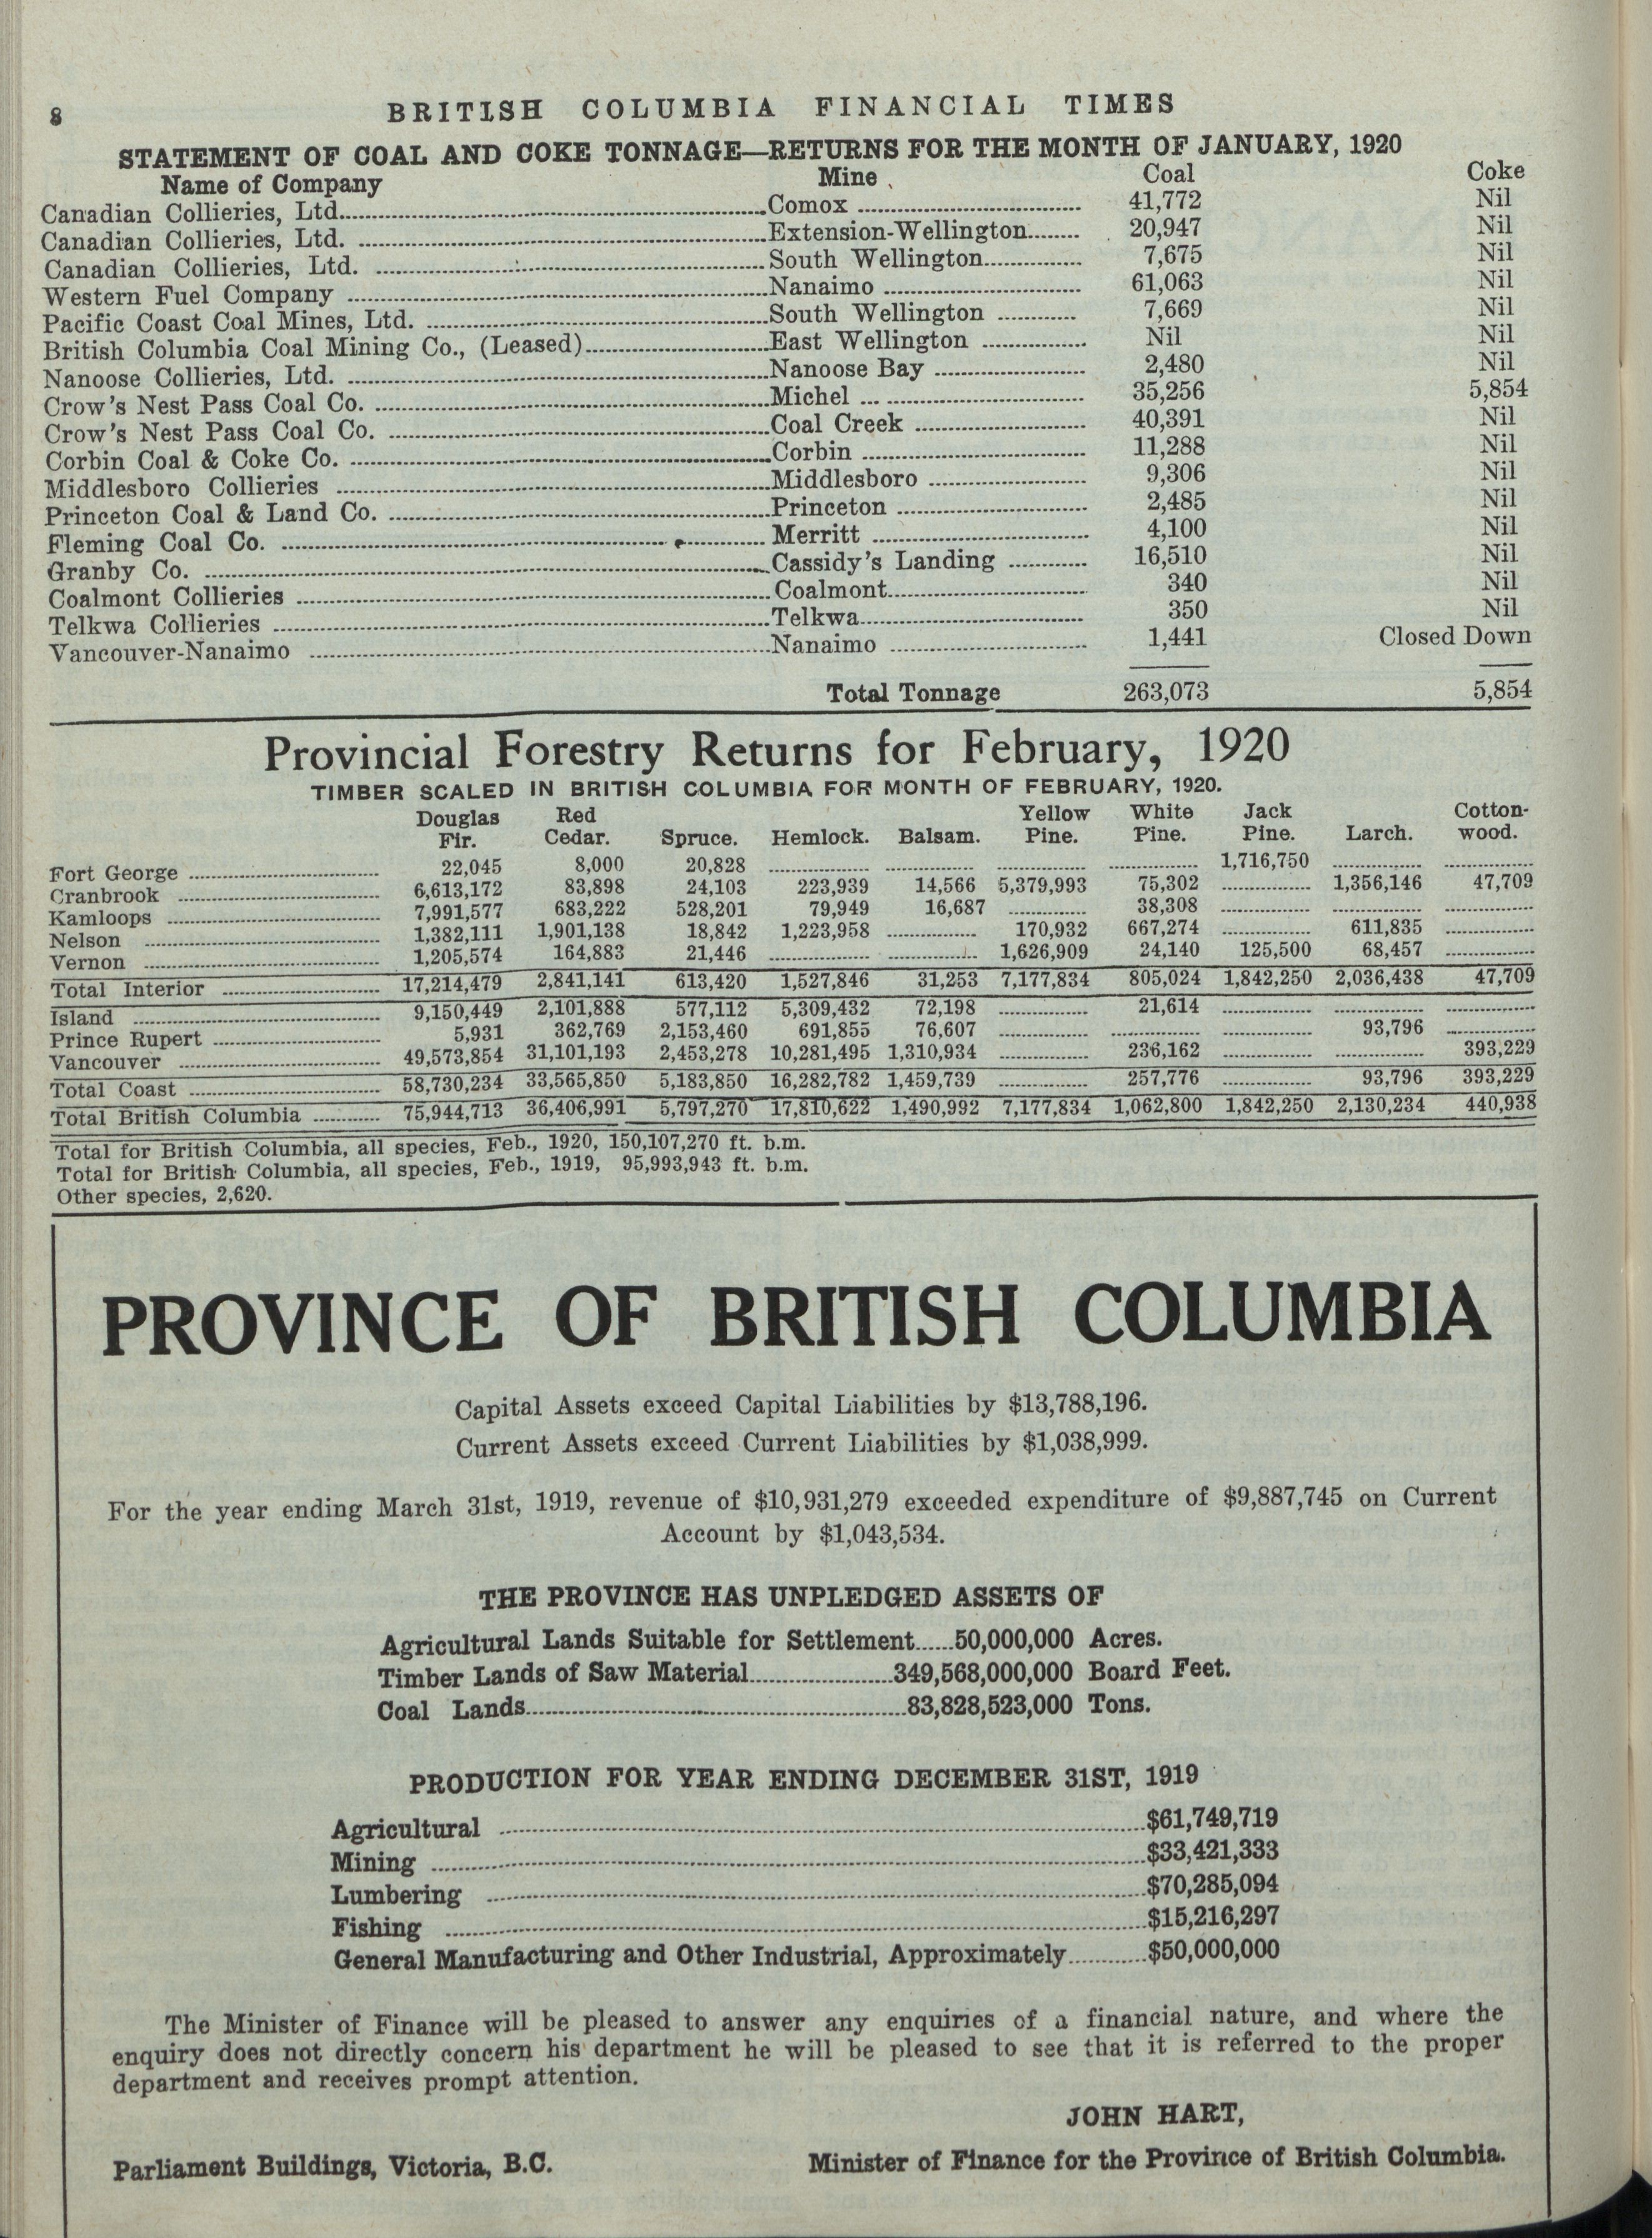 8
BRITISH COLUMBIA FINANCIAL TIMES
STATEMENT OF COAL AND COKE TONNAGE—RETURNS FOR THE MONTH OF JANUARY, 1920
Name of Company Mine Coal Coke
Canadian Collieries, Ltd. Comox 41,772 Nil
Canadian Collieries, Ltd. Extension-Wellington 20,947 Nil
Canadian Collieries, Ltd. South Wellington 7,675 Nil
Western Fuel Company Nanaimo 61,063 Nil
Pacific Coast Coal Mines, Ltd. South Wellington 7,669 Nil
British Columbia Coal Mining Co., (Leased) East Wellington Nil Nil
Nanoose Collieries, Ltd. Nanoose Bay 2,480 Nil
Crow's Nest Pass Coal Co. Michel 35,256 5,854
Crow's Nest Pass Coal Co. Coal Creek 40,391 Nil
Corbin Coal & Coke Co. Corbin 11,288 Nil
Middlesboro Collieries Middlesboro 9,306 Nil
Princeton Coal & Land Co. Princeton 2,485 Nil
Fleming Coal Co. Merritt 4,100 Nil
Granby Co. Cassidy's Landing 16,510 Nil
Coalmont Collieries Coalmont 340 Nil
Telkwa Collieries Telkwa 350 Nil
Vancouver-Nanaimo Nanaimo 1,441 Closed Down
Total Tonnage 263,073 5,854
Provincial Forestry Returns for February, 1920
TIMBER SCALED IN BRITISH COLUMBIA FOR MONTH OF FEBRUARY, 1920.
Douglas Red Yellow White Jack Cotton-
Fir. Cedar. Spruce. Hemlock. Balsam. Pine. Pine. Pine. Larch. wood.
Fort George 22,045 8,000 20,828 1,716,750
Cranbrook 6,613,172 83,898 24,103 223,939 14,566 5,379,993 75,302 1,356,146 47,709
Kamloops 7,991,577 683,222 528,201 79,949 16,687 38,308
Nelson 1,382,111 1,901,138 18,842 1,223,958 170,932 667,274 611,835
Vernon 1,205,574 164,883 21,446 1,626,909 24,140 125,500 68,457
Total Interior 17,214,479 2,841,141 613,420 1,527,846 31,253 7,177,834 805,024 1,842,250 2,036,438 47,709
Island 9,150,449 2,101,888 577,112 5,309,432 72,198 21,614
Prince Rupert 5,931 362,769 2,153,460 691,855 76,607 93,796
Vancouver 49,573,854 31,101,193 2,453,278 10,281,495 1,310,934 236,162 393,229
Total Coast 58,730,234 33,565,850 5,183,850 16,282,782 1,459,739 257,776 93,796 393,229
Total British Columbia 75,944,713 36,406,991 5,797,270 17,810,622 1,490,992 7,177,834 1,062,800 1,842,250 2,130,234 440,938
Total for British Columbia, all species, Feb., 1920, 150,107,270 ft. b.m.
Total for British Columbia, all species, Feb., 1919, 95,993,943 ft. b.m.
Other species, 2,620.
PROVINCE OF BRITISH COLUMBIA
Capital Assets exceed Capital Liabilities by $13,788,196.
Current Assets exceed Current Liabilities by $1,038,999.
For the year ending March 31st, 1919, revenue of $10,931,279 exceeded expenditure of $9,887,745 on Current
Account by $1,043,534.
THE PROVINCE HAS UNPLEDGED ASSETS OF
Agricultural Lands Suitable for Settlement......50,000,000 Acres.
Timber Lands of Saw Material......349,568,000,000 Board Feet.
Coal Lands......83,828,523,000 Tons.
PRODUCTION FOR YEAR ENDING DECEMBER 31ST, 1919
Agricultural ......$61,749,719
Mining ......$33,421,333
Lumbering ......$70,285,094
Fishing ......$15,216,297
General Manufacturing and Other Industrial, Approximately......$50,000,000
The Minister of Finance will be pleased to answer any enquiries of a financial nature, and where the
enquiry does not directly concern his department he will be pleased to see that it is referred to the proper
department and receives prompt attention.
JOHN HART,
Parliament Buildings, Victoria, B.C. Minister of Finance for the Province of British Columbia.